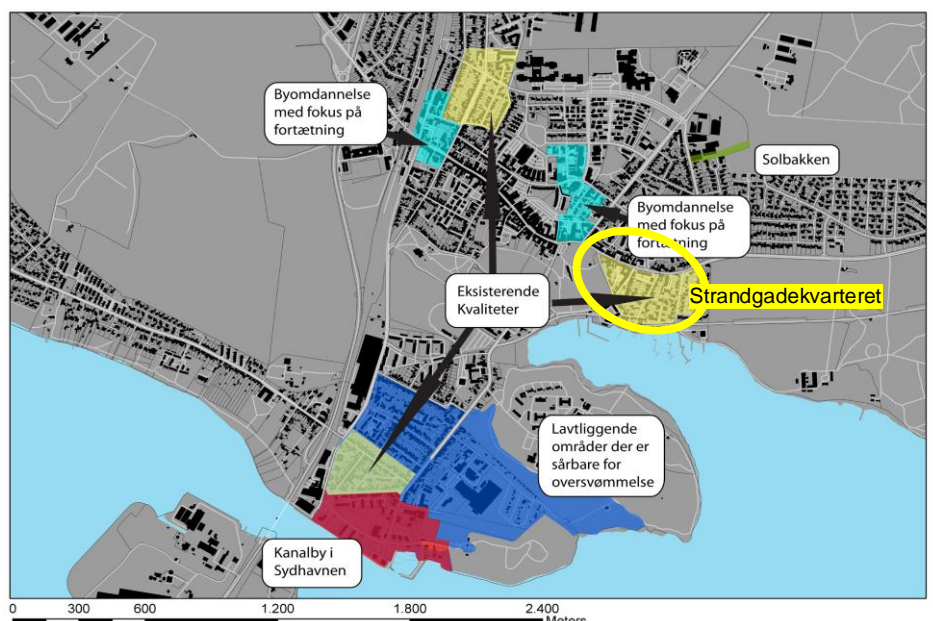 Byomdannelse
med fokus på
fortætning
Solbakken
Byomdannelse
med fokus på
fortætning
Eksisterende
Kvaliteter
Strandgadekvarteret
Lavtliggende
områder der er
sårbare for
oversvømmelse
Kanalby i
Sydhavnen
0 300 600 1.200 1.800 2.400
Meters